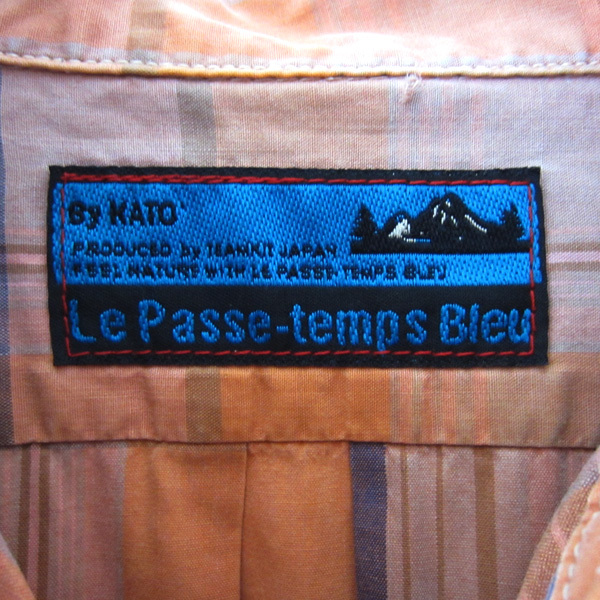 By KATO
PRODUCED by TEAMKIT JAPAN
FEEL NATURE WITH LE PASSE-TEMPS BLEU
Le Passe-temps Bleu